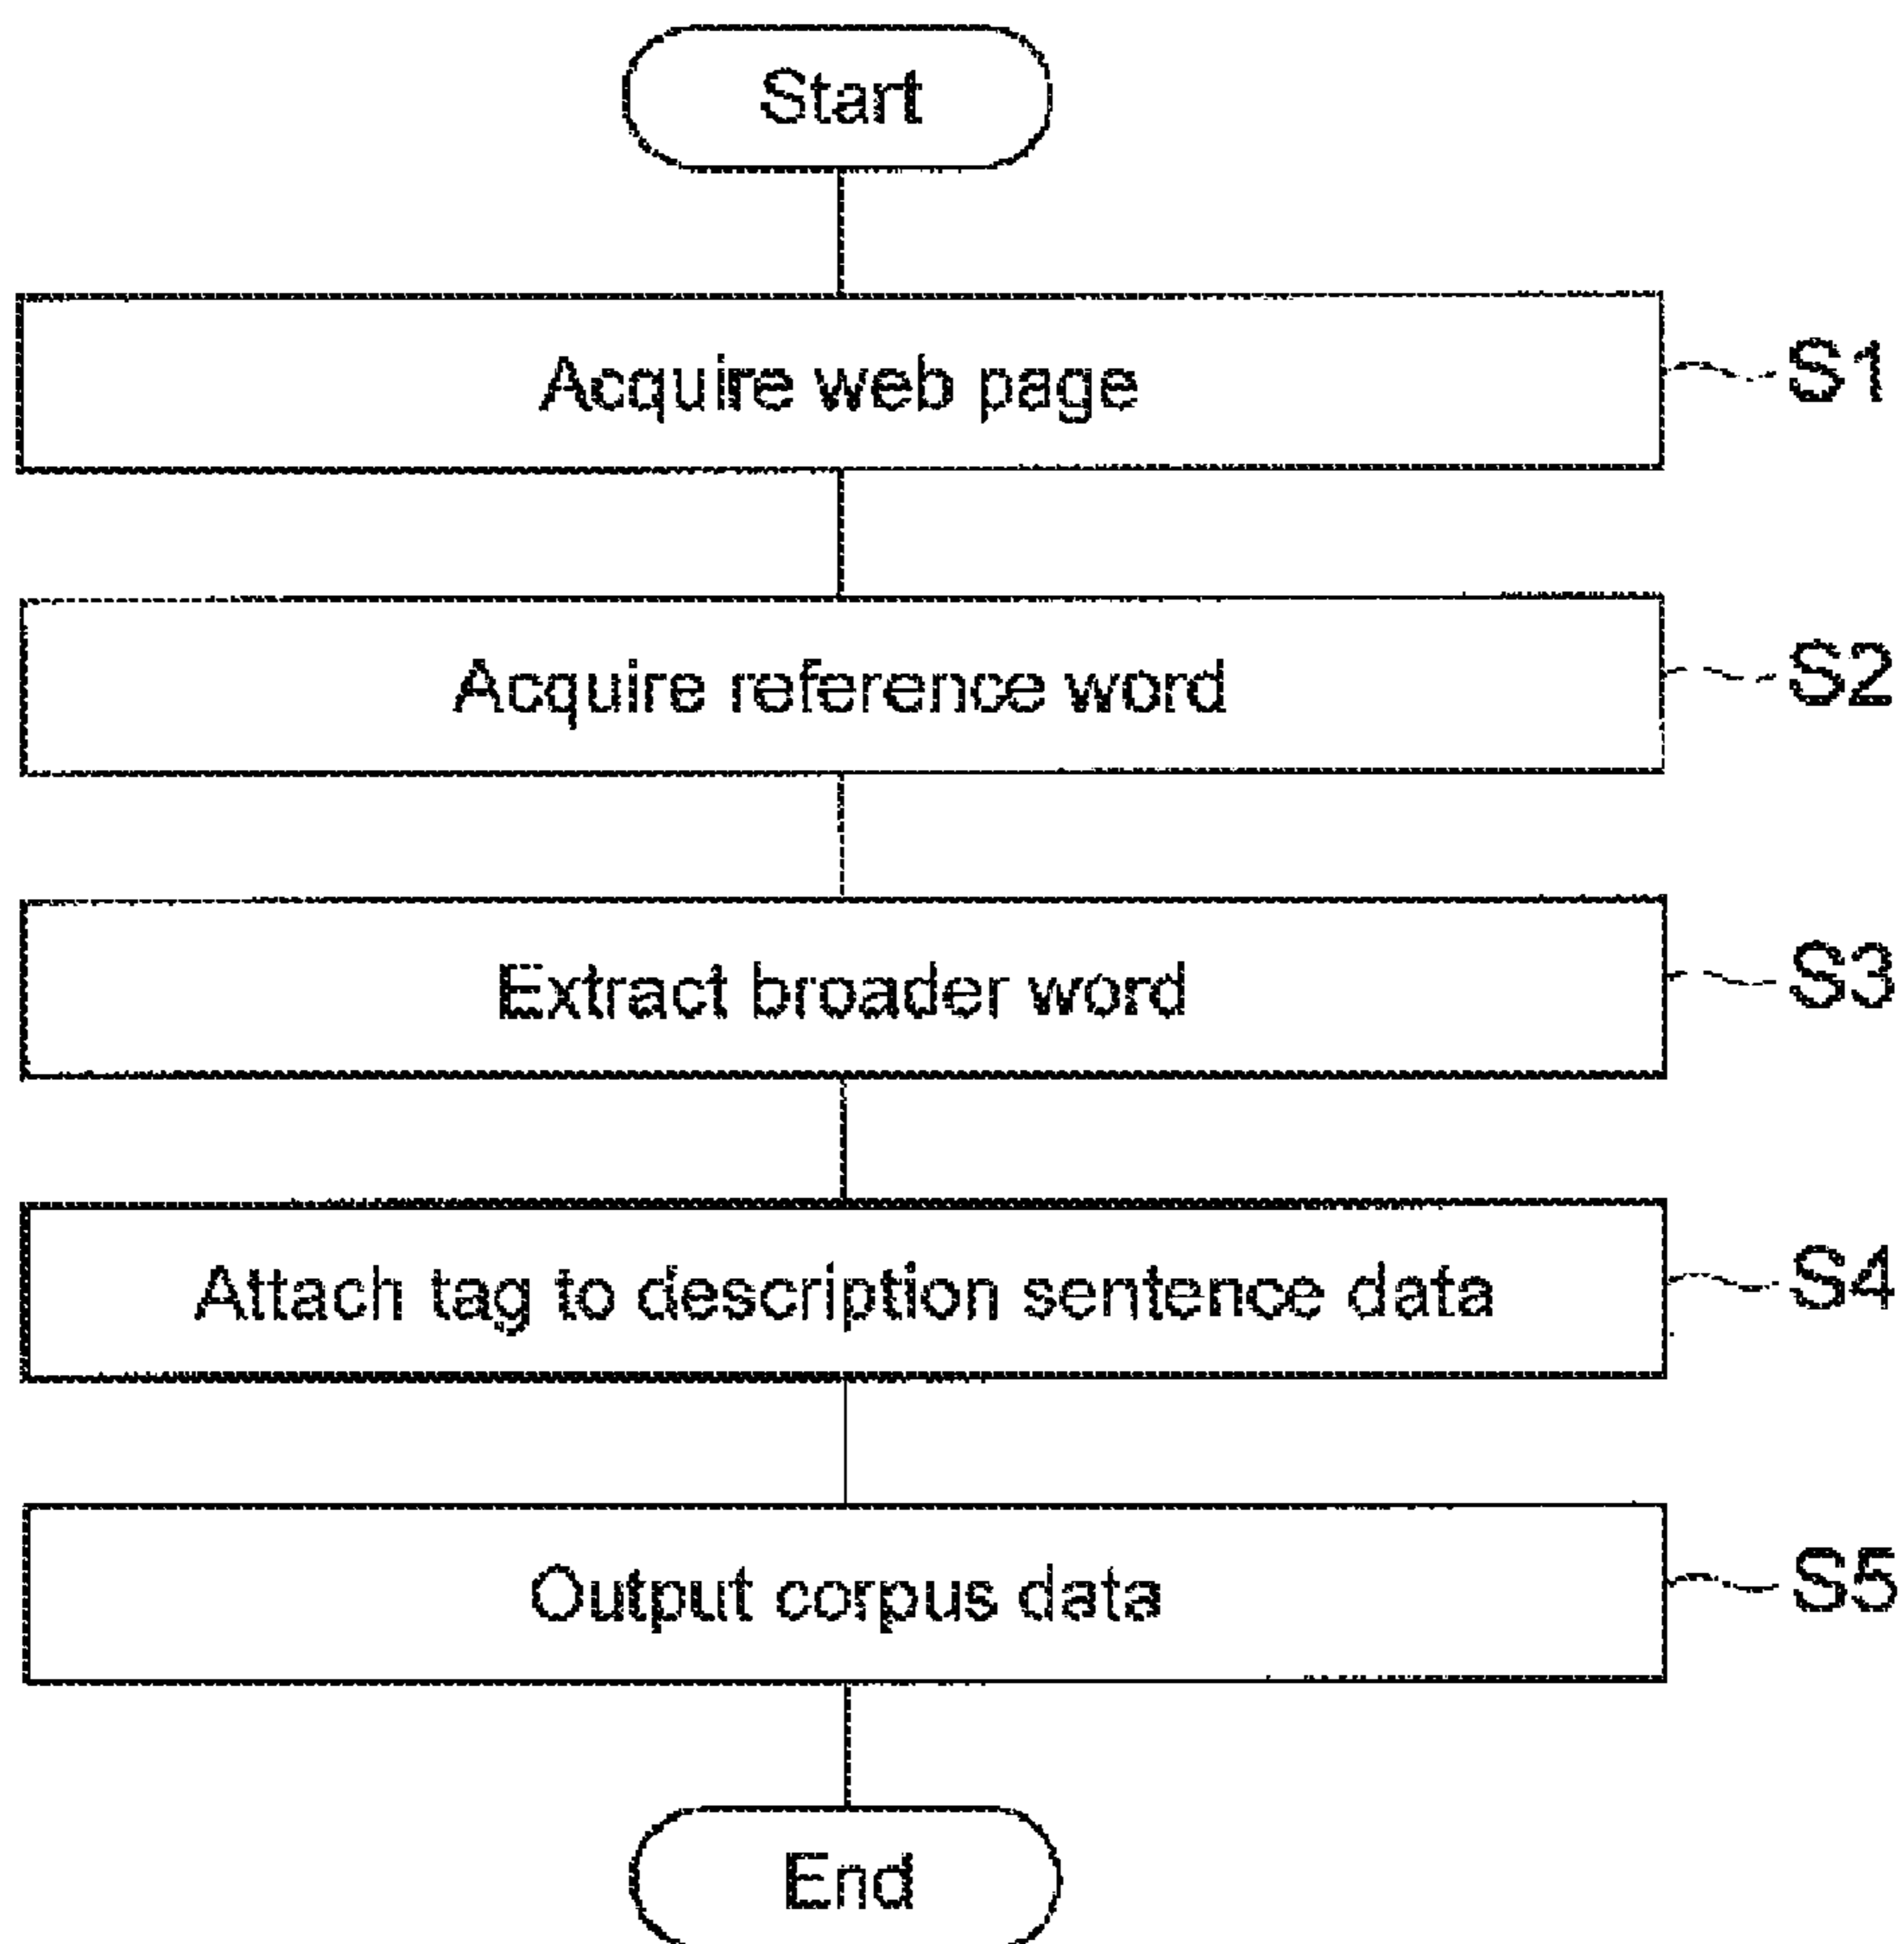 Start
Acquire web page
S1
Acquire reference word
S2
Extract broader word
S3
Attach tag to description sentence data
S4
Output corpus data
S5
End